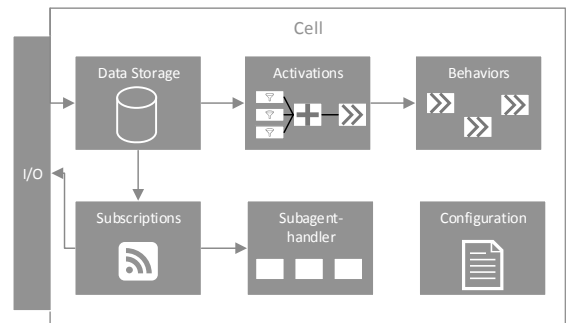 Cell
Data Storage
Activations
Behaviors
I/O
Subscriptions
Subagent-
handler
Configuration